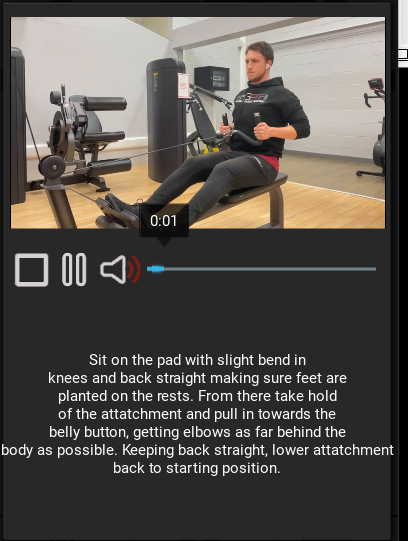 0:01
Sit on the pad with slight bend in
knees and back straight making sure feet are
planted on the rests. From there take hold
of the attatchment and pull in towards the
belly button, getting elbows as far behind the
body as possible. Keeping back straight, lower attatchment
back to starting position.